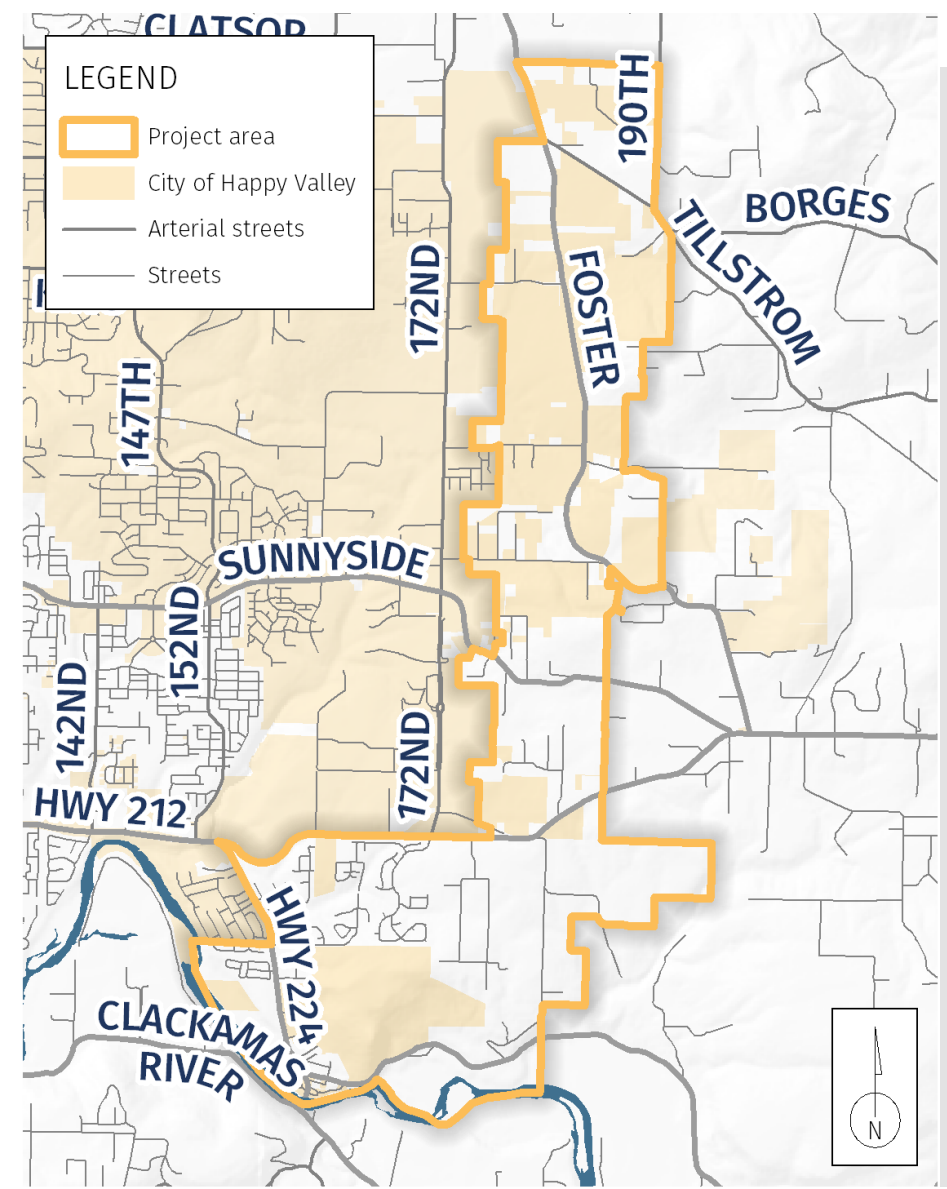 CLATSOP
LEGEND
Project area
City of Happy Valley
Arterial streets
Streets
190TH
BORGES
TILLSTROM
172ND
FOSTER
147TH
SUNNYSIDE
152ND
142ND
172ND
HWY 212
HWY 224
CLACKAMAS
RIVER
N